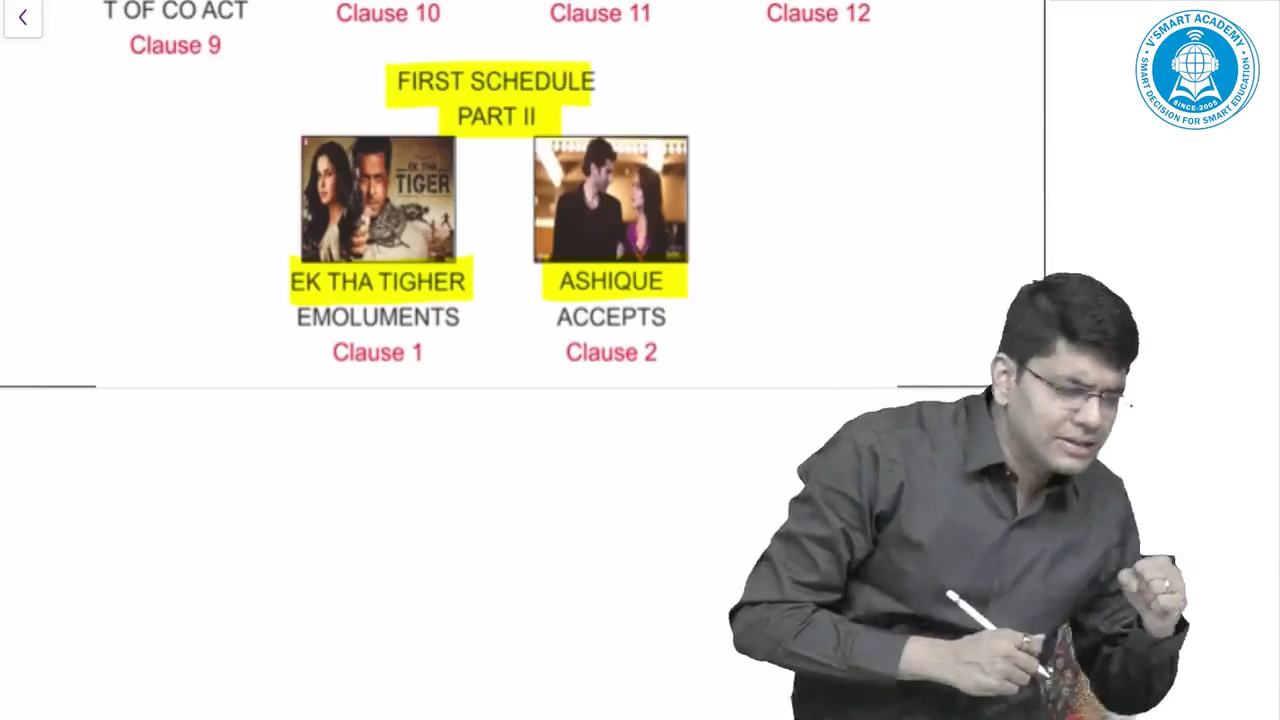 T OF CO ACT
Clause 9
Clause 10
Clause 11
Clause 12
FIRST SCHEDULE
PART II
EK THA
TIGER
EK THA TIGHER
EMOLUMENTS
Clause 1
ASHIQUE
ACCEPTS
Clause 2
V'SMART ACADEMY
SINCE-2005
SMART DECISION FOR SMART EDUCATION